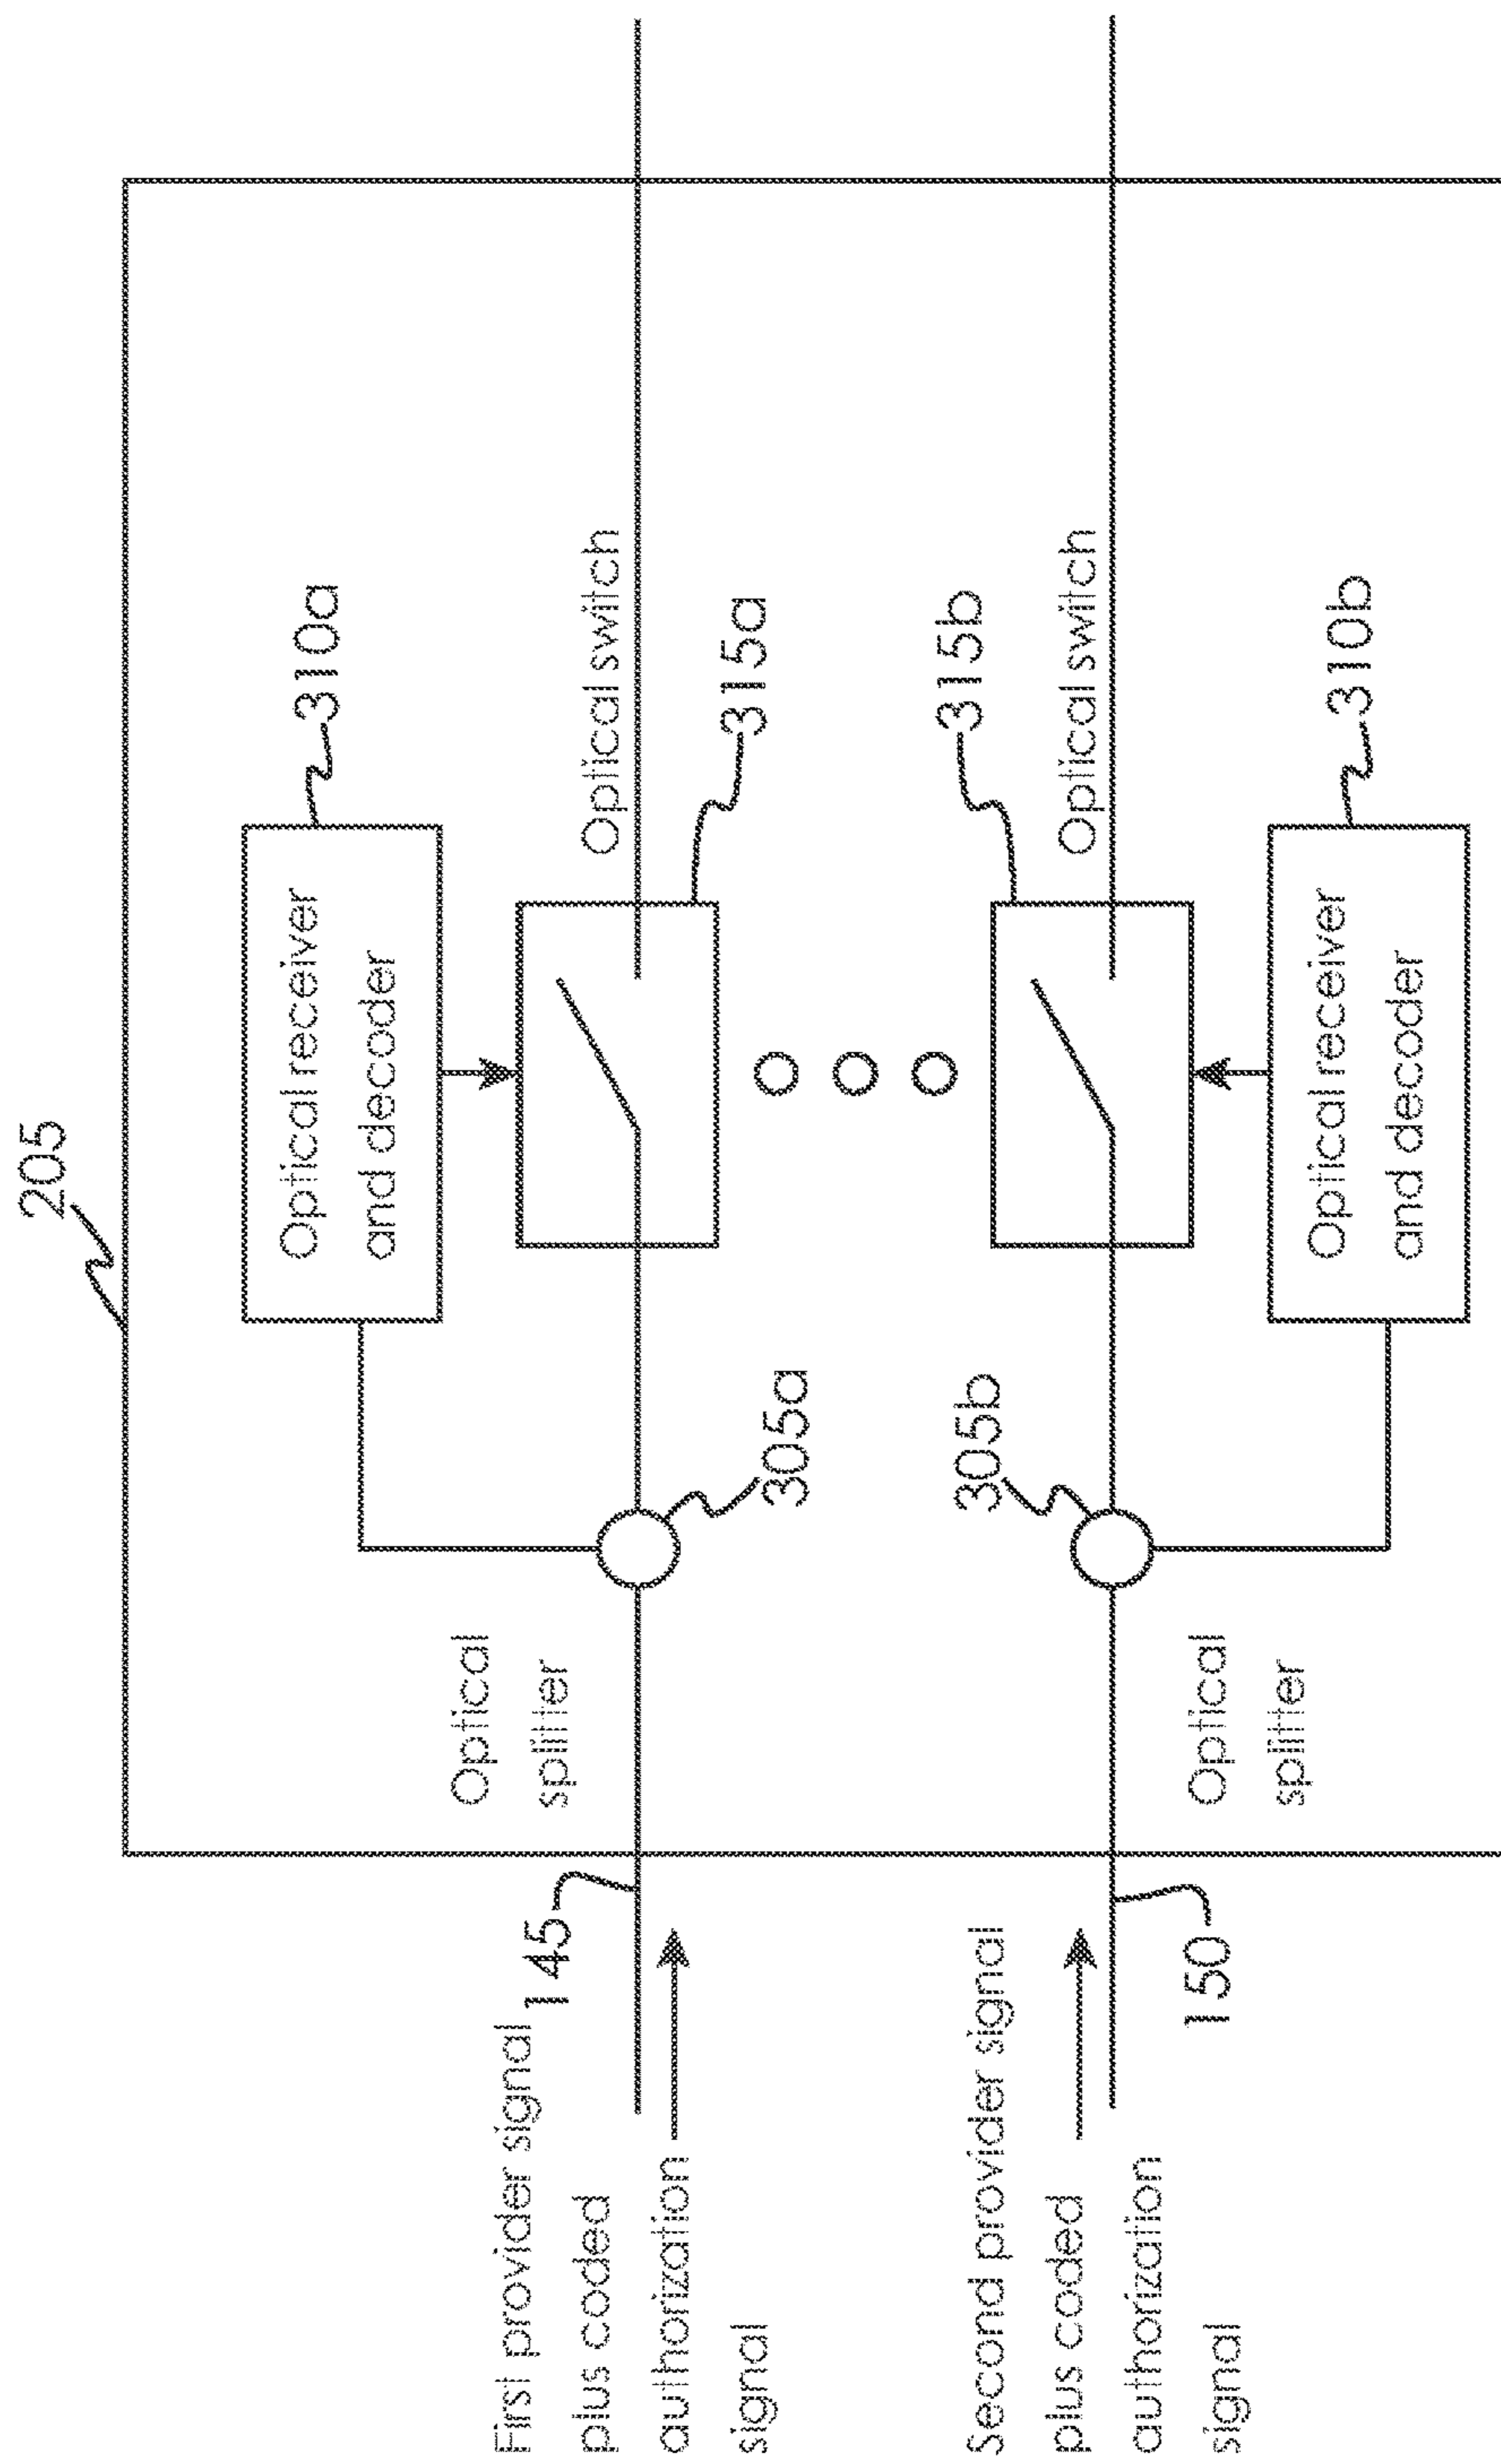 205
310a
Optical receiver
and decoder
Optical switch
315a
Optical
splitter
305a
145
First provider signal
plus coded
authorization
signal
315b
Optical switch
305b
Second provider signal
plus coded
authorization
signal
150
Optical
splitter
310b
Optical receiver
and decoder